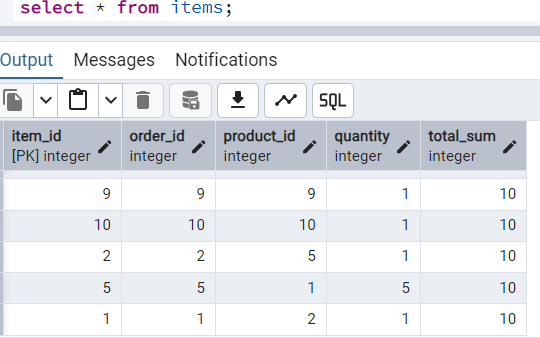 select * from items;
Output Messages Notifications
SQL
item_id order_id product_id quantity total_sum
[PK] integer integer integer integer integer
9 9 9 1 10
10 10 10 1 10
2 2 5 1 10
5 5 1 5 10
1 1 2 1 10